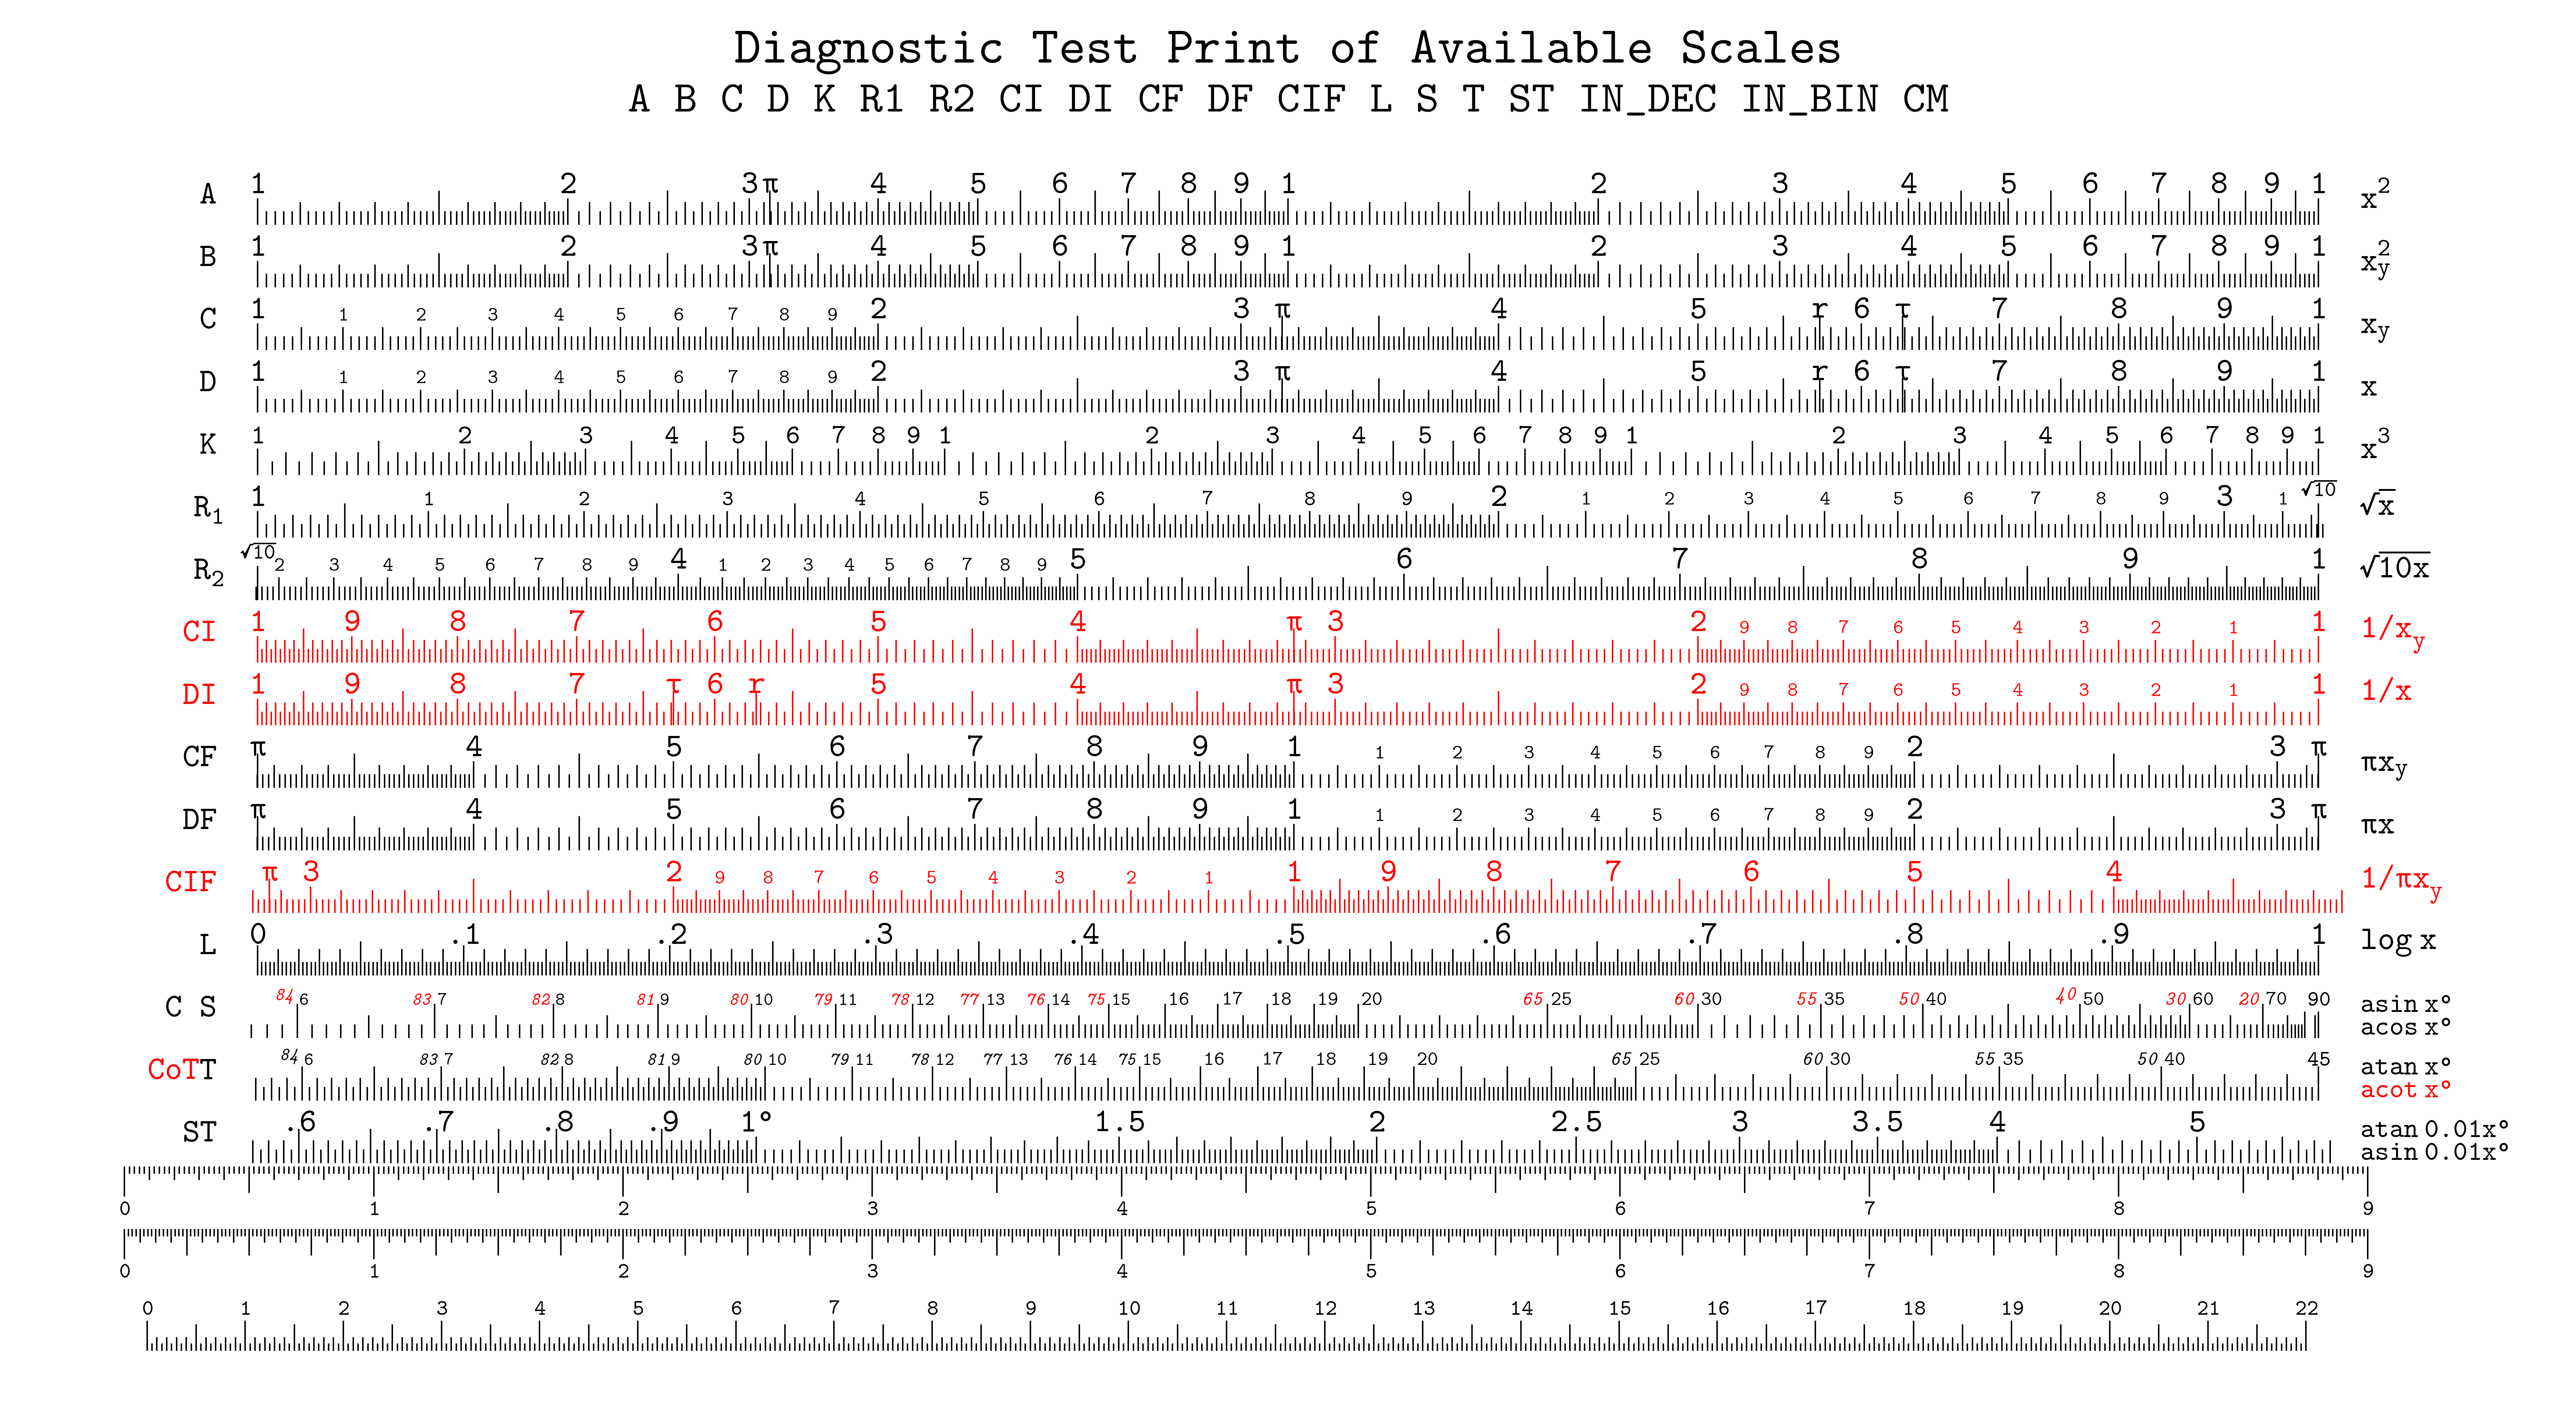 Diagnostic Test Print of Available Scales
A B C D K R1 R2 CI DI CF DF CIF L S T ST IN_DEC IN_BIN CM
A 1 2 3 π 4 5 6 7 8 9 1 2 3 4 5 6 7 8 9 1 x²
B 1 2 3 π 4 5 6 7 8 9 1 2 3 4 5 6 7 8 9 1 x²y
C 1 1 2 3 4 5 6 7 8 9 2 3 π 4 5 r 6 τ 7 8 9 1 xy
D 1 1 2 3 4 5 6 7 8 9 2 3 π 4 5 r 6 τ 7 8 9 1 x
K 1 2 3 4 5 6 7 8 9 1 2 3 4 5 6 7 8 9 1 2 3 4 5 6 7 8 9 1 x³
R₁ 1 1 2 3 4 5 6 7 8 9 2 1 2 3 4 5 6 7 8 9 3 1 √10 √x
R₂ √10 2 3 4 5 6 7 8 9 4 1 2 3 4 5 6 7 8 9 5 6 7 8 9 1 √10x
CI 1 9 8 7 6 5 4 π 3 2 9 8 7 6 5 4 3 2 1 1 1/xy
DI 1 9 8 7 τ 6 r 5 4 π 3 2 9 8 7 6 5 4 3 2 1 1 1/x
CF π 4 5 6 7 8 9 1 1 2 3 4 5 6 7 8 9 2 3 π πxy
DF π 4 5 6 7 8 9 1 1 2 3 4 5 6 7 8 9 2 3 π πx
CIF π 3 2 9 8 7 6 5 4 3 2 1 1 9 8 7 6 5 4 1/πxy
L 0 .1 .2 .3 .4 .5 .6 .7 .8 .9 1 log x
C S 84 6 83 7 82 8 81 9 80 10 79 11 78 12 77 13 76 14 75 15 16 17 18 19 20 65 25 60 30 55 35 50 40 40 50 30 60 20 70 90 asin x°
acos x°
CoT T 84 6 83 7 82 8 81 9 80 10 79 11 78 12 77 13 76 14 75 15 16 17 18 19 20 65 25 60 30 55 35 50 40 45 atan x°
acot x°
ST .6 .7 .8 .9 1° 1.5 2 2.5 3 3.5 4 5 atan 0.01x°
asin 0.01x°
0 1 2 3 4 5 6 7 8 9
0 1 2 3 4 5 6 7 8 9
0 1 2 3 4 5 6 7 8 9 10 11 12 13 14 15 16 17 18 19 20 21 22